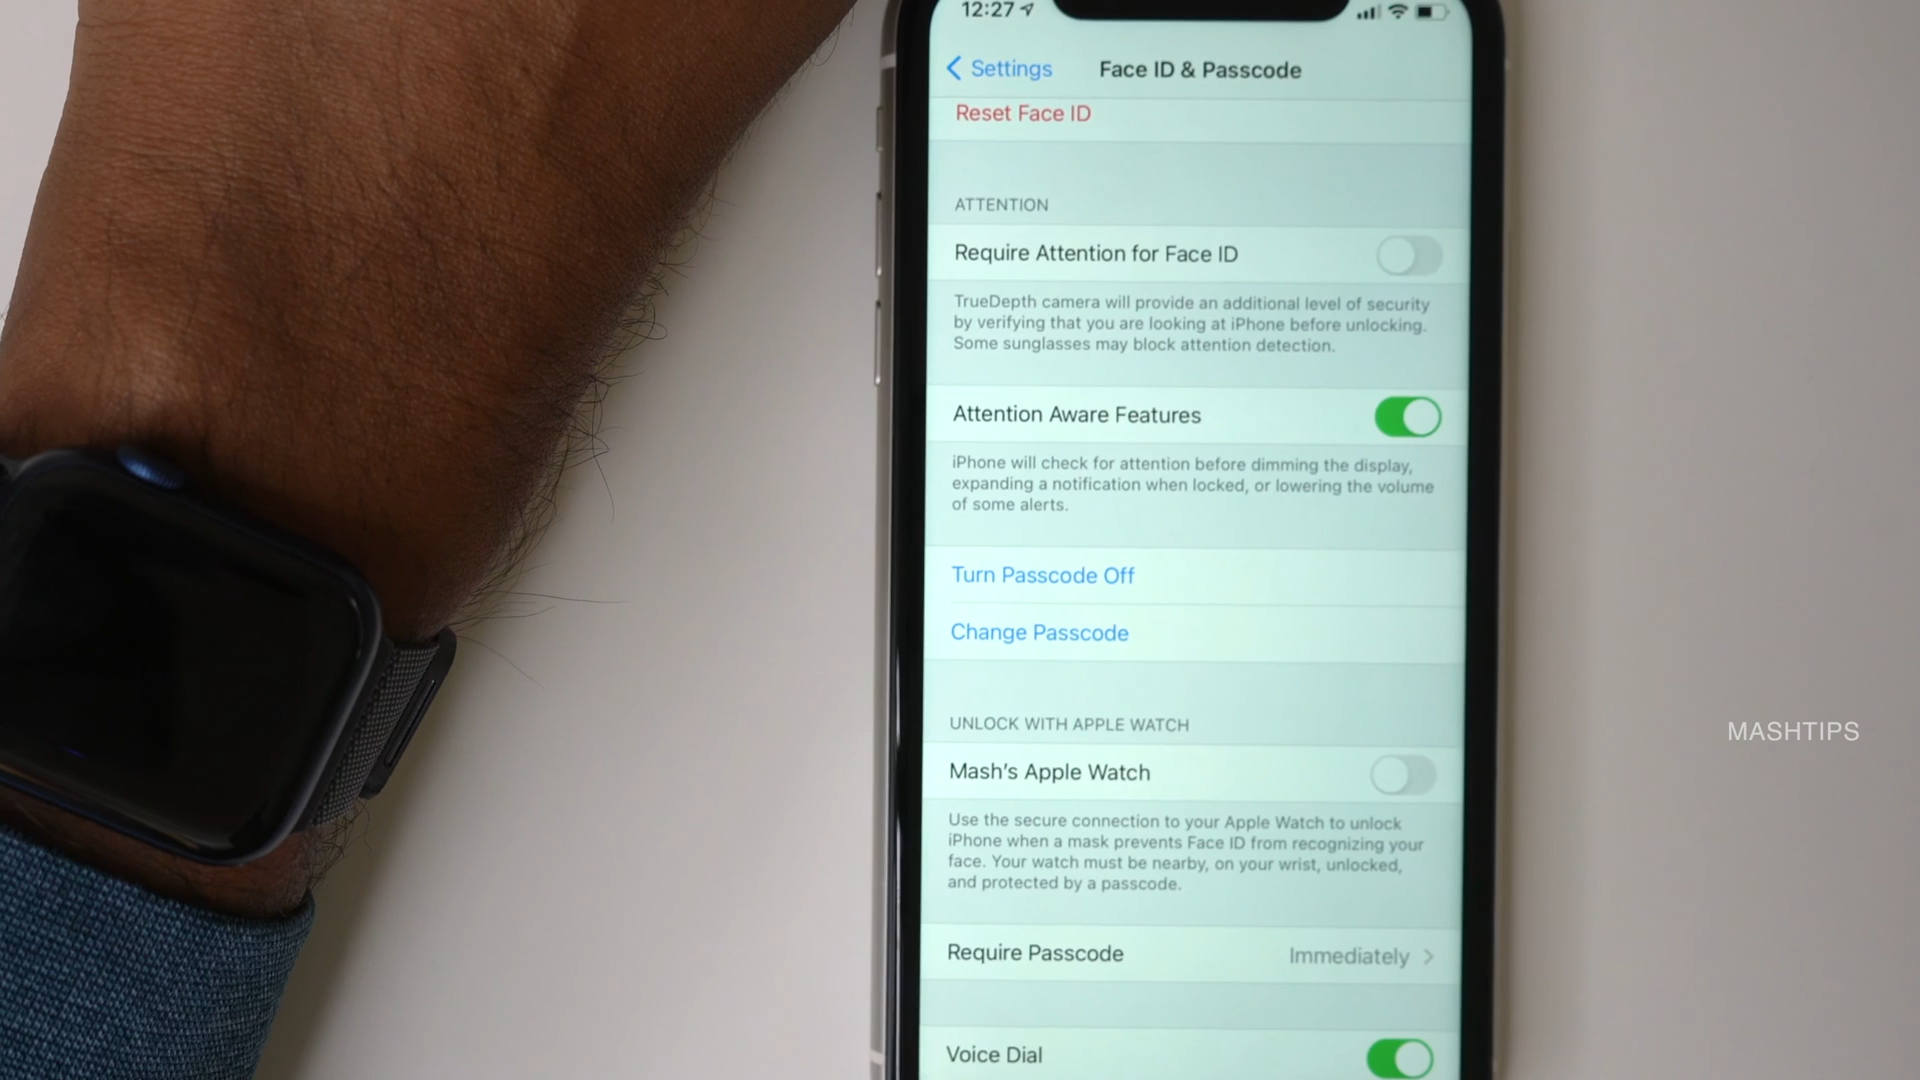 12:27
Settings
Face ID & Passcode
Reset Face ID
ATTENTION
Require Attention for Face ID
TrueDepth camera will provide an additional level of security
by verifying that you are looking at iPhone before unlocking.
Some sunglasses may block attention detection.
Attention Aware Features
iPhone will check for attention before dimming the display,
expanding a notification when locked, or lowering the volume
of some alerts.
Turn Passcode Off
Change Passcode
UNLOCK WITH APPLE WATCH
Mash's Apple Watch
Use the secure connection to your Apple Watch to unlock
iPhone when a mask prevents Face ID from recognizing your
face. Your watch must be nearby, on your wrist, unlocked,
and protected by a passcode.
Require Passcode Immediately
Voice Dial
MASHTIPS